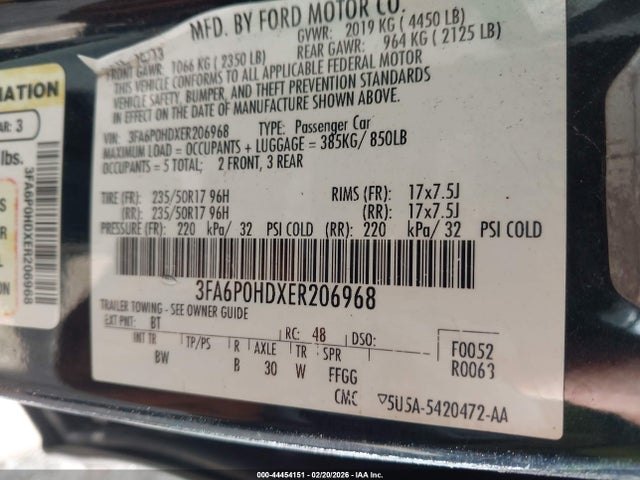 MFD. BY FORD MOTOR CO.
GVWR: 2019 KG ( 4450 LB)
FRONT GAWR: 1066 KG ( 2350 LB)
REAR GAWR: 964 KG ( 2125 LB)
THIS VEHICLE CONFORMS TO ALL APPLICABLE FEDERAL MOTOR
VEHICLE SAFETY, BUMPER, AND THEFT PREVENTION STANDARDS
IN EFFECT ON THE DATE OF MANUFACTURE SHOWN ABOVE.
VIN: 3FA6P0HDXER206968 TYPE: Passenger Car
MAXIMUM LOAD = OCCUPANTS + LUGGAGE = 385KG/ 850LB
OCCUPANTS = 5 TOTAL; 2 FRONT, 3 REAR
TIRE (FR): 235/50R17 96H RIMS (FR): 17x7.5J
(RR): 235/50R17 96H (RR): 17x7.5J
PRESSURE (FR): 220 kPa/ 32 PSI COLD (RR): 220 kPa/ 32 PSI COLD
3FA6P0HDXER206968
TRAILER TOWING - SEE OWNER GUIDE
EXT PNT: BT RC: 48 DSO:
INT TR TP/PS R AXLE TR SPR
BW B 30 W FFGG
F0052
R0063
CMC ▽5U5A-5420472-AA
MATION
AR: 3
lbs.
3FA6P0HDXER206968
000-44454151 - 02/20/2026 - IAA Inc.